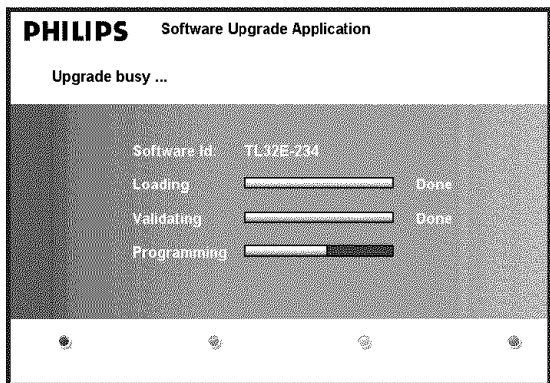 PHILIPS Software Upgrade Application
Upgrade busy ...
Software Id. TL32E-234
Loading Done
Validating Done
Programming